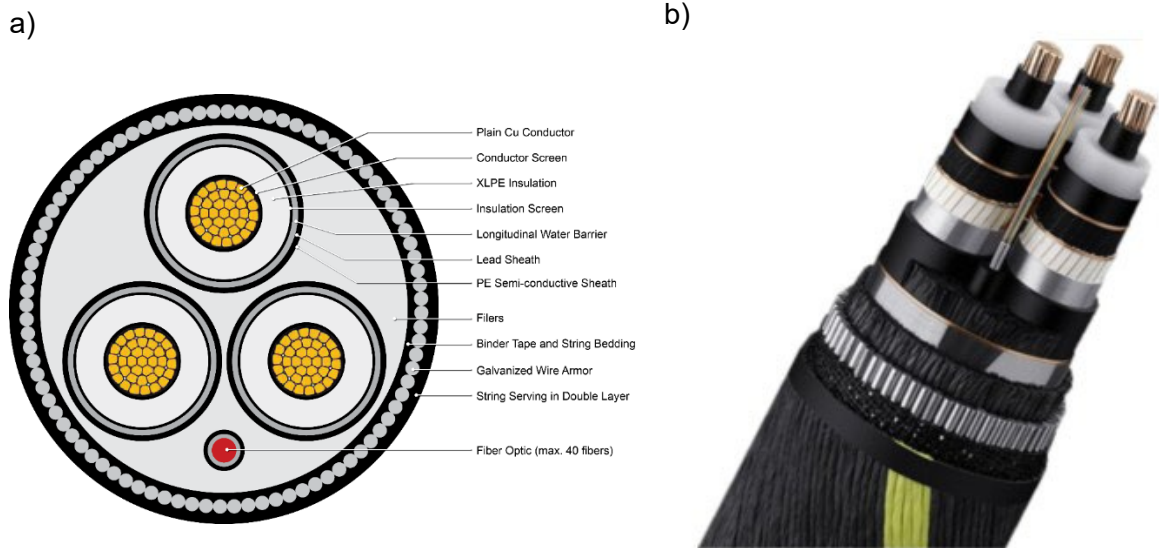 a)
b)
Plain Cu Conductor
Conductor Screen
XLPE Insulation
Insulation Screen
Longitudinal Water Barrier
Lead Sheath
PE Semi-conductive Sheath
Filers
Binder Tape and String Bedding
Galvanized Wire Armor
String Serving in Double Layer
Fiber Optic (max. 40 fibers)